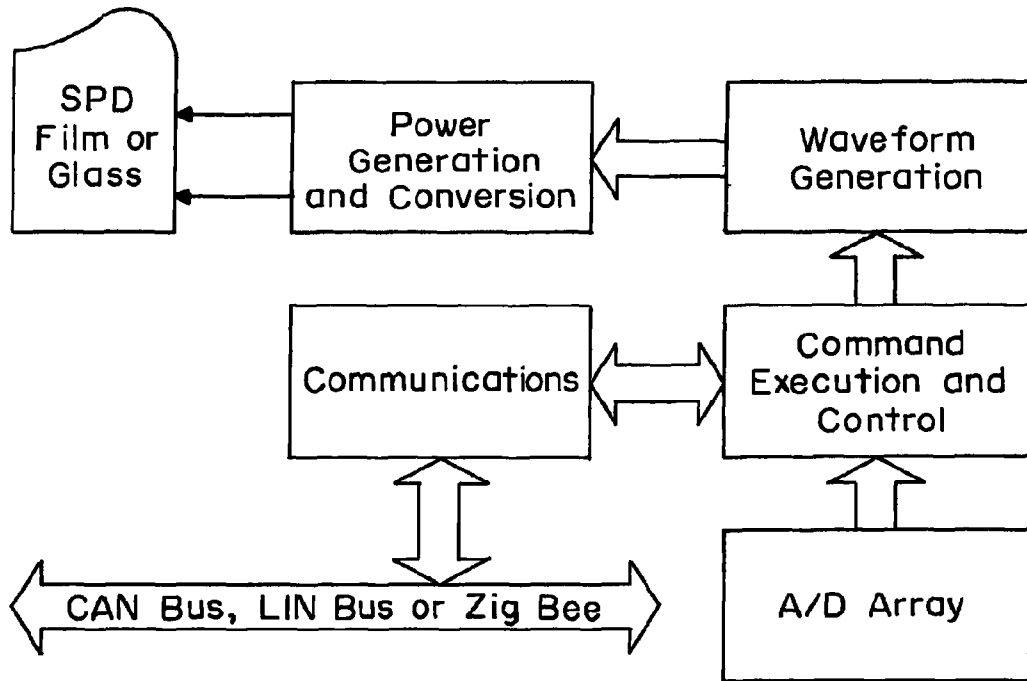 SPD
Film or
Glass
Power
Generation
and Conversion
Waveform
Generation
Communications
Command
Execution and
Control
CAN Bus, LIN Bus or Zig Bee
A/D Array